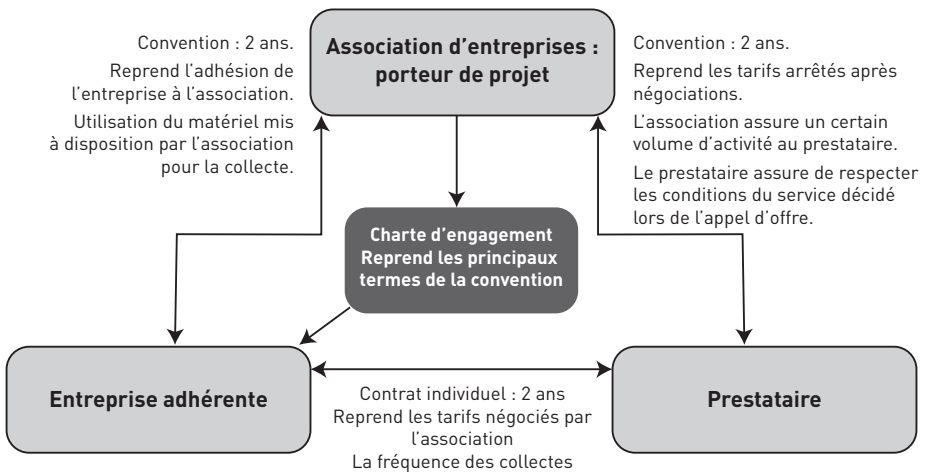 Convention : 2 ans.
Reprend l’adhésion de
l’entreprise à l’association.
Utilisation du matériel mis
à disposition par l’association
pour la collecte.
Association d’entreprises :
porteur de projet
Convention : 2 ans.
Reprend les tarifs arrêtés après
négociations.
L’association assure un certain
volume d’activité au prestataire.
Le prestataire assure de respecter
les conditions du service décidé
lors de l’appel d’offre.
Charte d’engagement
Reprend les principaux
termes de la convention
Entreprise adhérente
Contrat individuel : 2 ans
Reprend les tarifs négociés par
l’association
La fréquence des collectes
Prestataire